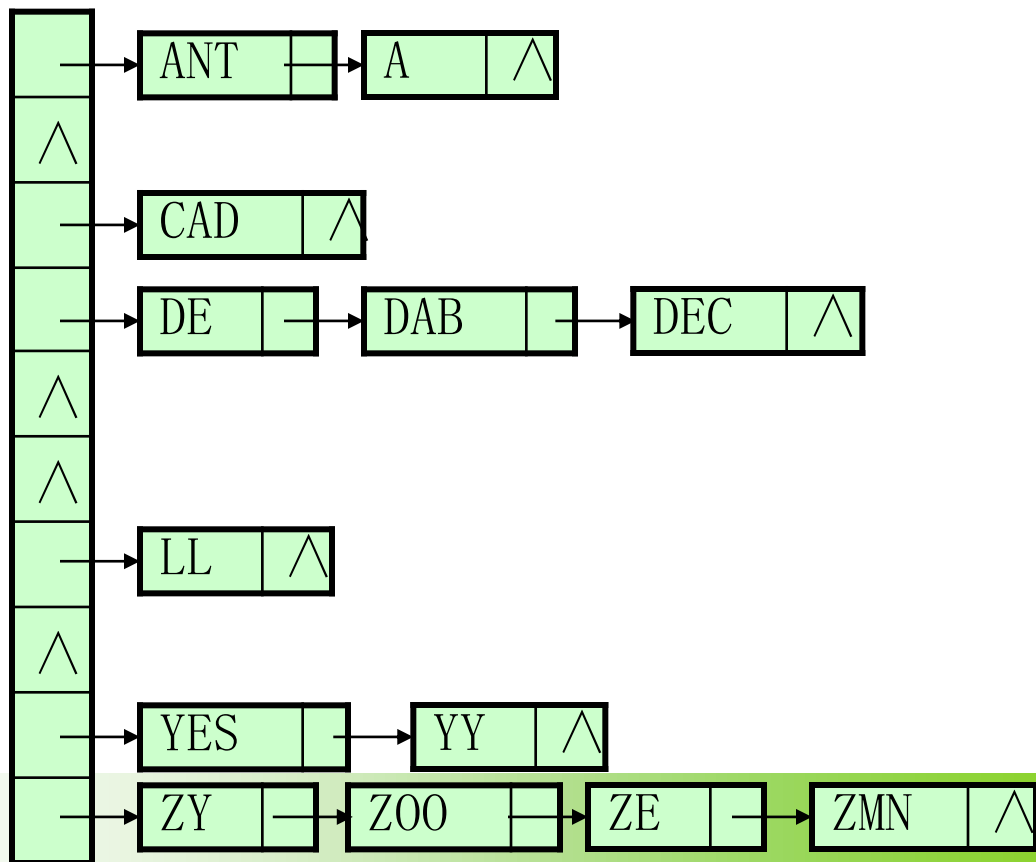 ANT A ∧
∧
CAD ∧
DE DAB DEC ∧
∧
∧
LL ∧
∧
YES YY ∧
ZY ZOO ZE ZMN ∧